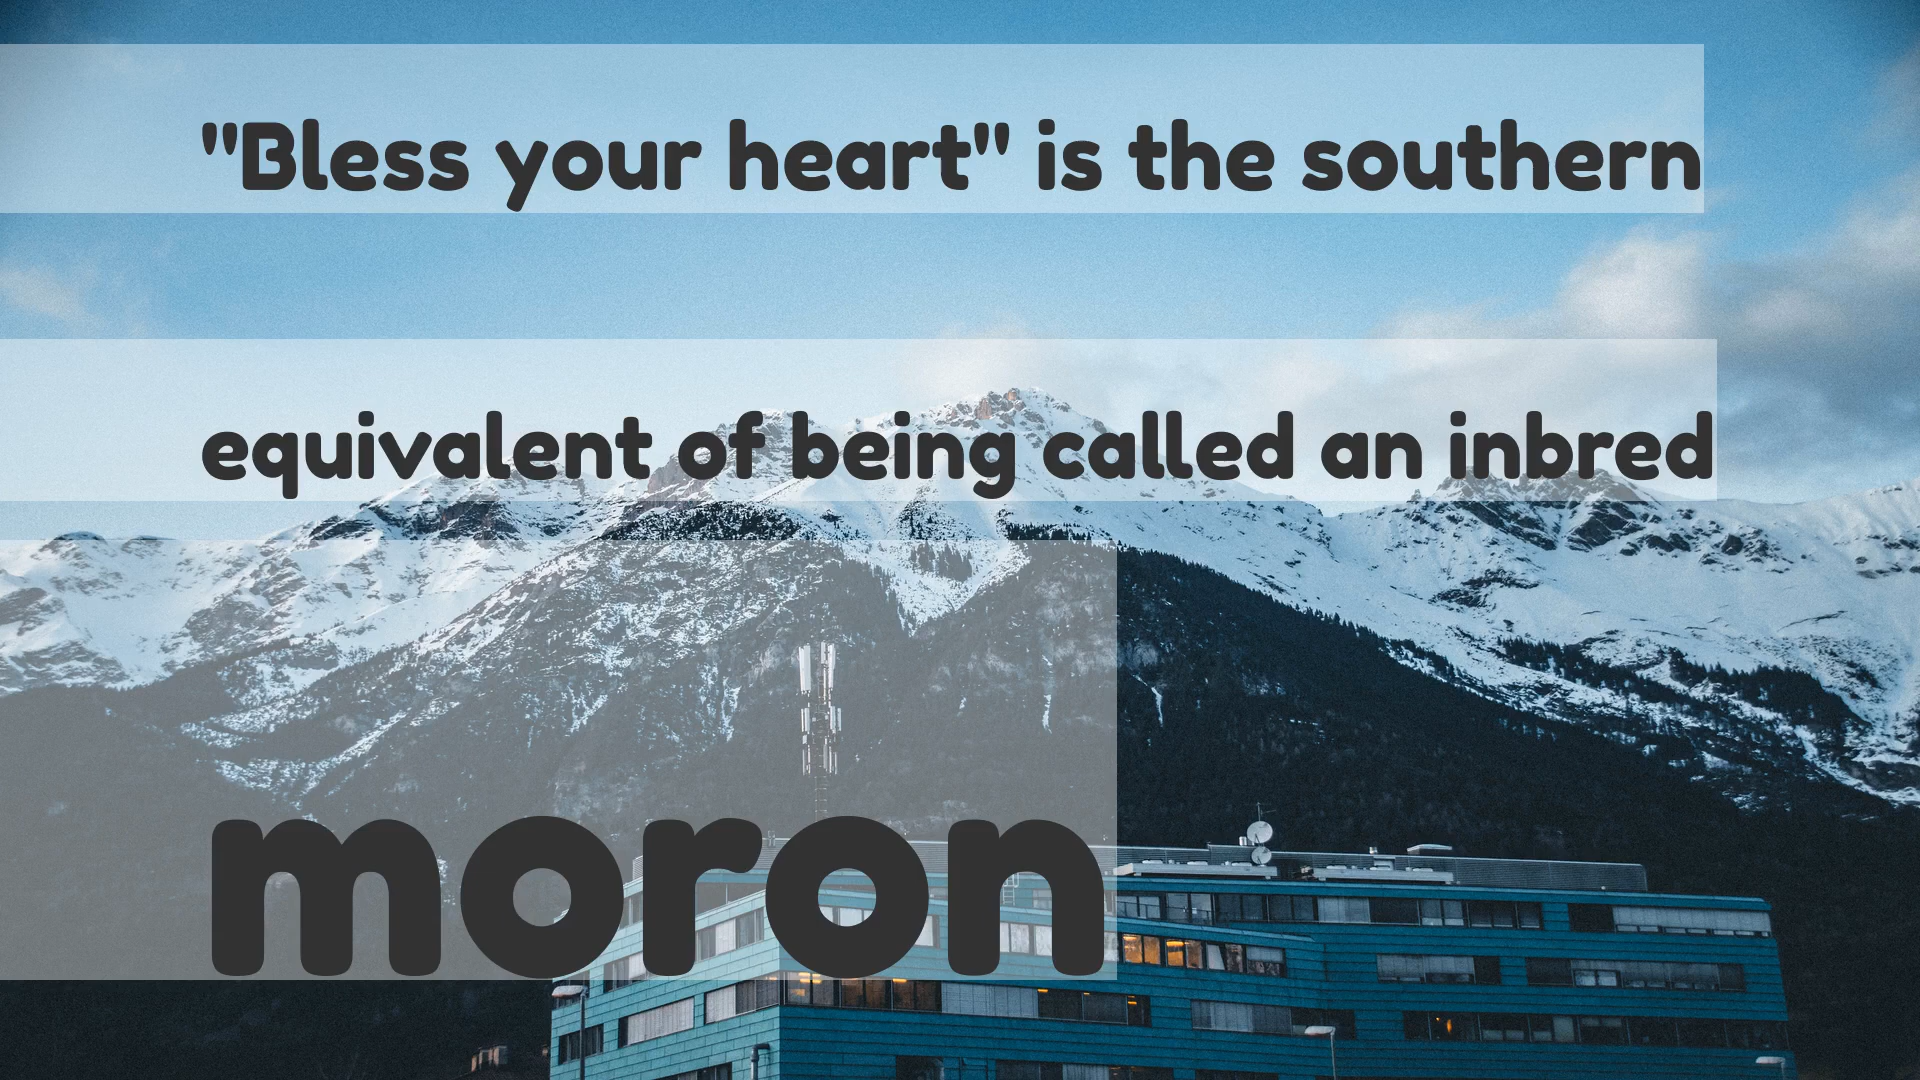 "Bless your heart" is the southern
equivalent of being called an inbred
moron